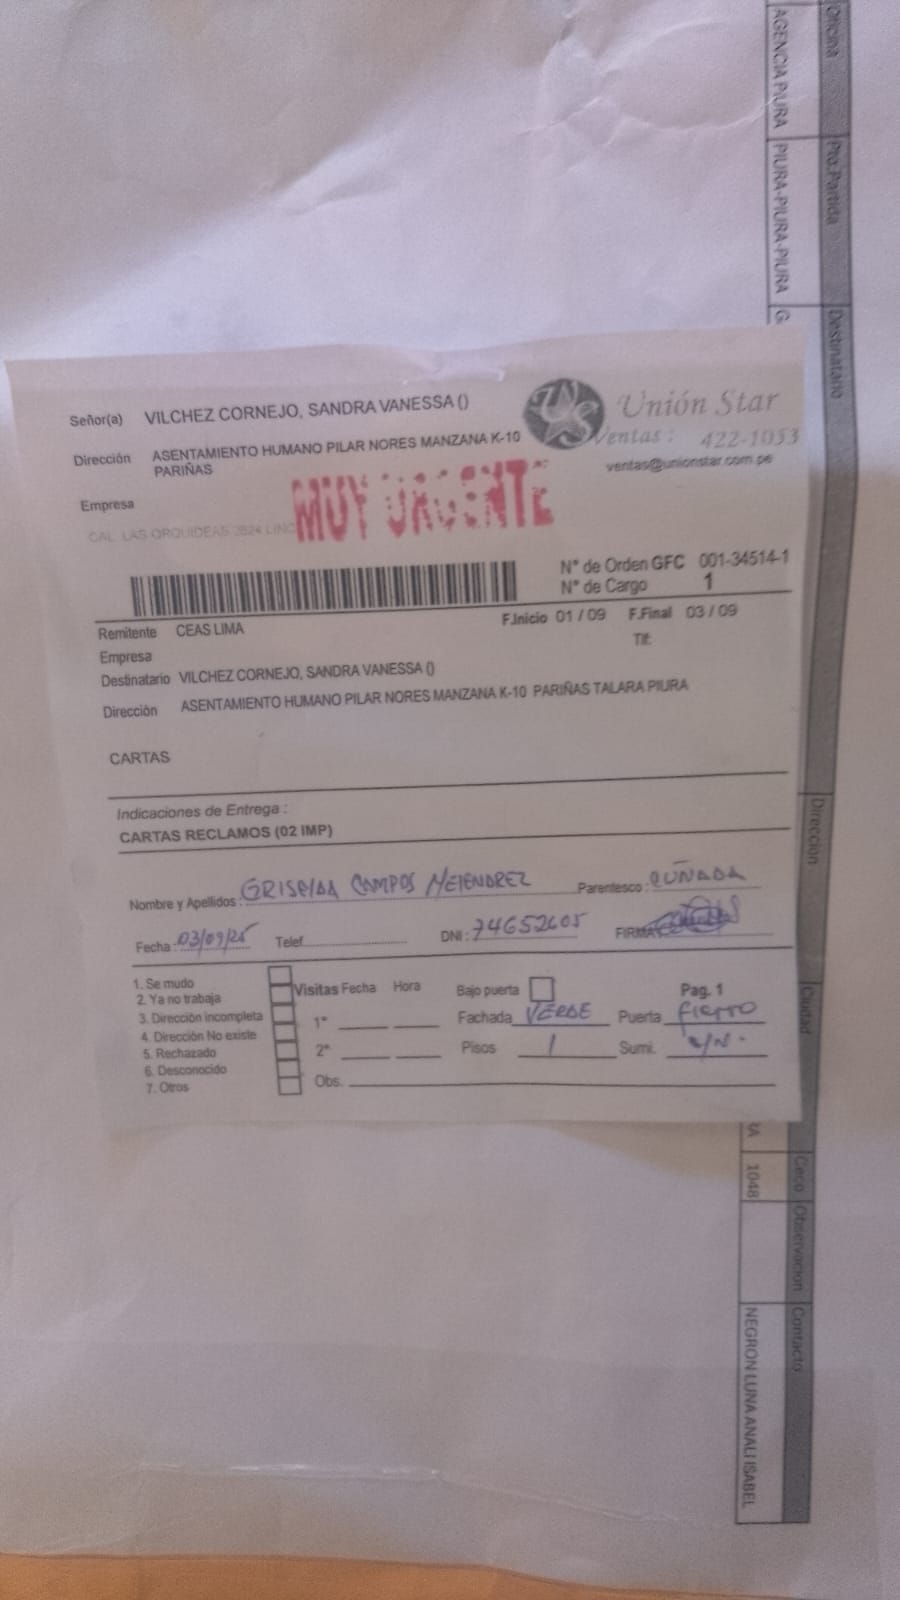 Señor(a) VILCHEZ CORNEJO, SANDRA VANESSA ()
Dirección ASENTAMIENTO HUMANO PILAR NORES MANZANA K-10
PARIÑAS
Empresa
CAL. LAS ORQUIDEAS 2624 LINC
MUY URGENTE
Unión Star
Ventas : 422-1053
ventas@unionstar.com.pe
N° de Orden GFC 001-34514-1
N° de Cargo 1
Remitente CEAS LIMA
F.Inicio 01 / 09 F.Final 03 / 09
Empresa
Tlf:
Destinatario VILCHEZ CORNEJO, SANDRA VANESSA ()
Dirección ASENTAMIENTO HUMANO PILAR NORES MANZANA K-10 PARIÑAS TALARA PIURA
CARTAS
Indicaciones de Entrega :
CARTAS RECLAMOS (02 IMP)
Nombre y Apellidos : GRISELDA CAMPOS MELENDREZ Parentesco : CUÑADA
Fecha : 03/09/25 Telef DNI : 74652605 FIRMA
1. Se mudo
2. Ya no trabaja
3. Dirección incompleta
4. Dirección No existe
5. Rechazado
6. Desconocido
7. Otros
Visitas Fecha Hora Bajo puerta Pag. 1
1° Fachada VERDE Puerta fierro
2° Pisos 1 Sumi. S/N.
Obs.
Oficina Pto.Partida Destinatario Dirección Ciudad Ceco Observacion Contacto
AGENCIA PIURA PIURA-PIURA-PIURA G RA 1048 NEGRON LUNA ANALI ISABEL